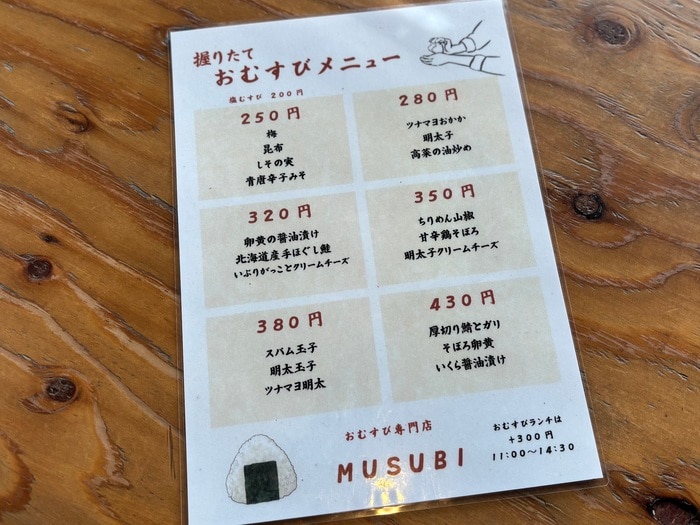 握りたて
おむすびメニュー
塩むすび 200円
250円
梅
昆布
しその実
青唐辛子みそ
280円
ツナマヨおかか
明太子
高菜の油炒め
320円
卵黄の醤油漬け
北海道産手ほぐし鮭
いぶりがっことクリームチーズ
350円
ちりめん山椒
甘辛鶏そぼろ
明太子クリームチーズ
380円
スパム玉子
明太玉子
ツナマヨ明太
430円
厚切り鯖とガリ
そぼろ卵黄
いくら醤油漬け
おむすび専門店
MUSUBI
おむすびランチは
+300円
11:00〜14:30